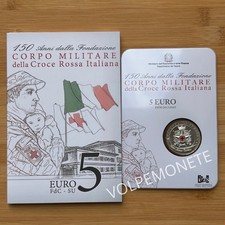 150 Anni dalla Fondazione
CORPO MILITARE
della Croce Rossa Italiana
EURO 5
FdC - SU
150 Anni dalla Fondazione
CORPO MILITARE
della Croce Rossa Italiana
5 EURO
VOLPEMONETE